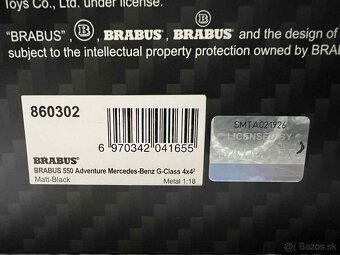 Toys Co., Ltd. under license.
"BRABUS" , B , BRABUS , BRABUS and the design of
subject to the intellectual property protection owned by BRA
860302
6 970342 041655
BRABUS
BRABUS 550 Adventure Mercedes-Benz G-Class 4x4²
Matt-Black
Metal 1:18
SMTA021926
LICENSED BY
Bazos.sk